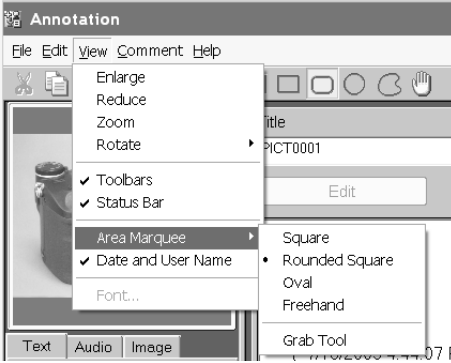 Annotation
File Edit View Comment Help
Enlarge
Reduce
Zoom
Rotate
Toolbars
Status Bar
Area Marquee
Date and User Name
Font...
Title
PICT0001
Edit
Square
Rounded Square
Oval
Freehand
Grab Tool
Text Audio Image